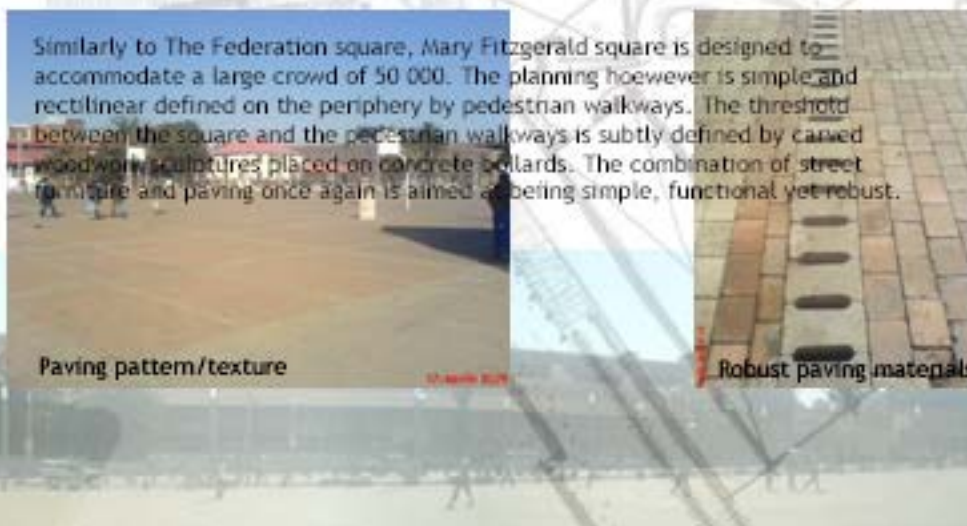 Similarly to The Federation square, Mary Fitzgerald square is designed to
accommodate a large crowd of 50 000. The planning hoewever is simple and
rectilinear defined on the periphery by pedestrian walkways. The threshold
between the square and the pedestrian walkways is subtly defined by carved
woodwork sculptures placed on concrete bollards. The combination of street
furniture and paving once again is aimed at beiing simple, functional yet robust.
Paving pattern/texture
Robust paving materials